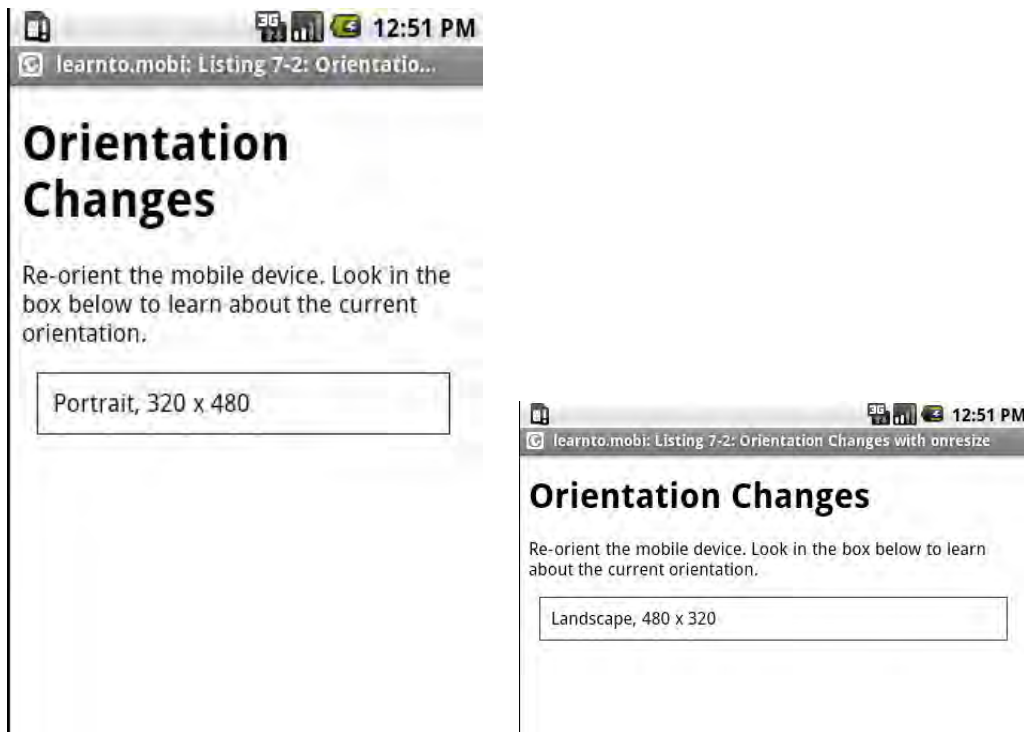 3G
12:51 PM
learnto.mobi: Listing 7-2: Orientatio...
Orientation
Changes
Re-orient the mobile device. Look in the
box below to learn about the current
orientation.
Portrait, 320 x 480
3G
12:51 PM
learnto.mobi: Listing 7-2: Orientation Changes with onresize
Orientation Changes
Re-orient the mobile device. Look in the box below to learn
about the current orientation.
Landscape, 480 x 320